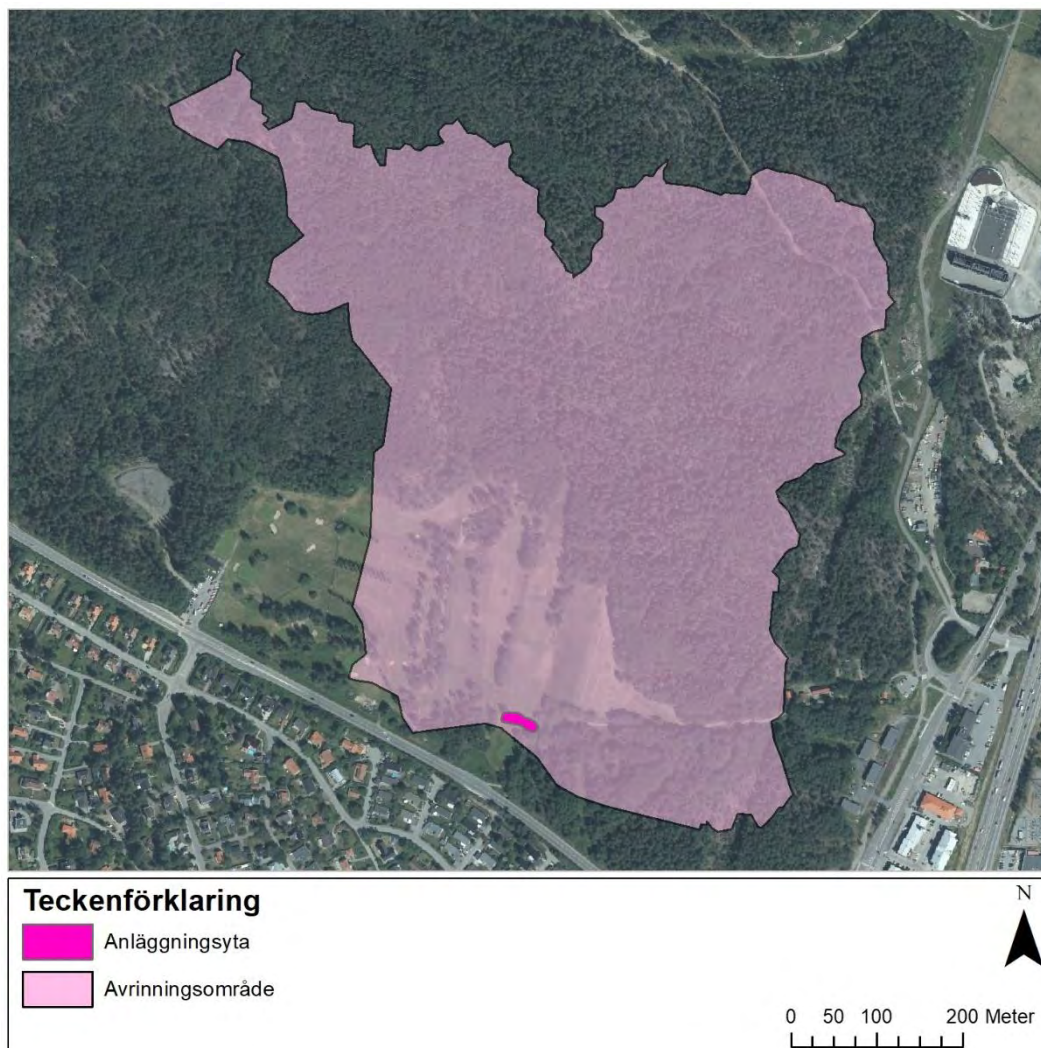 Teckenförklaring
N
Anläggningsyta
Avrinningsområde
0 50 100 200 Meter